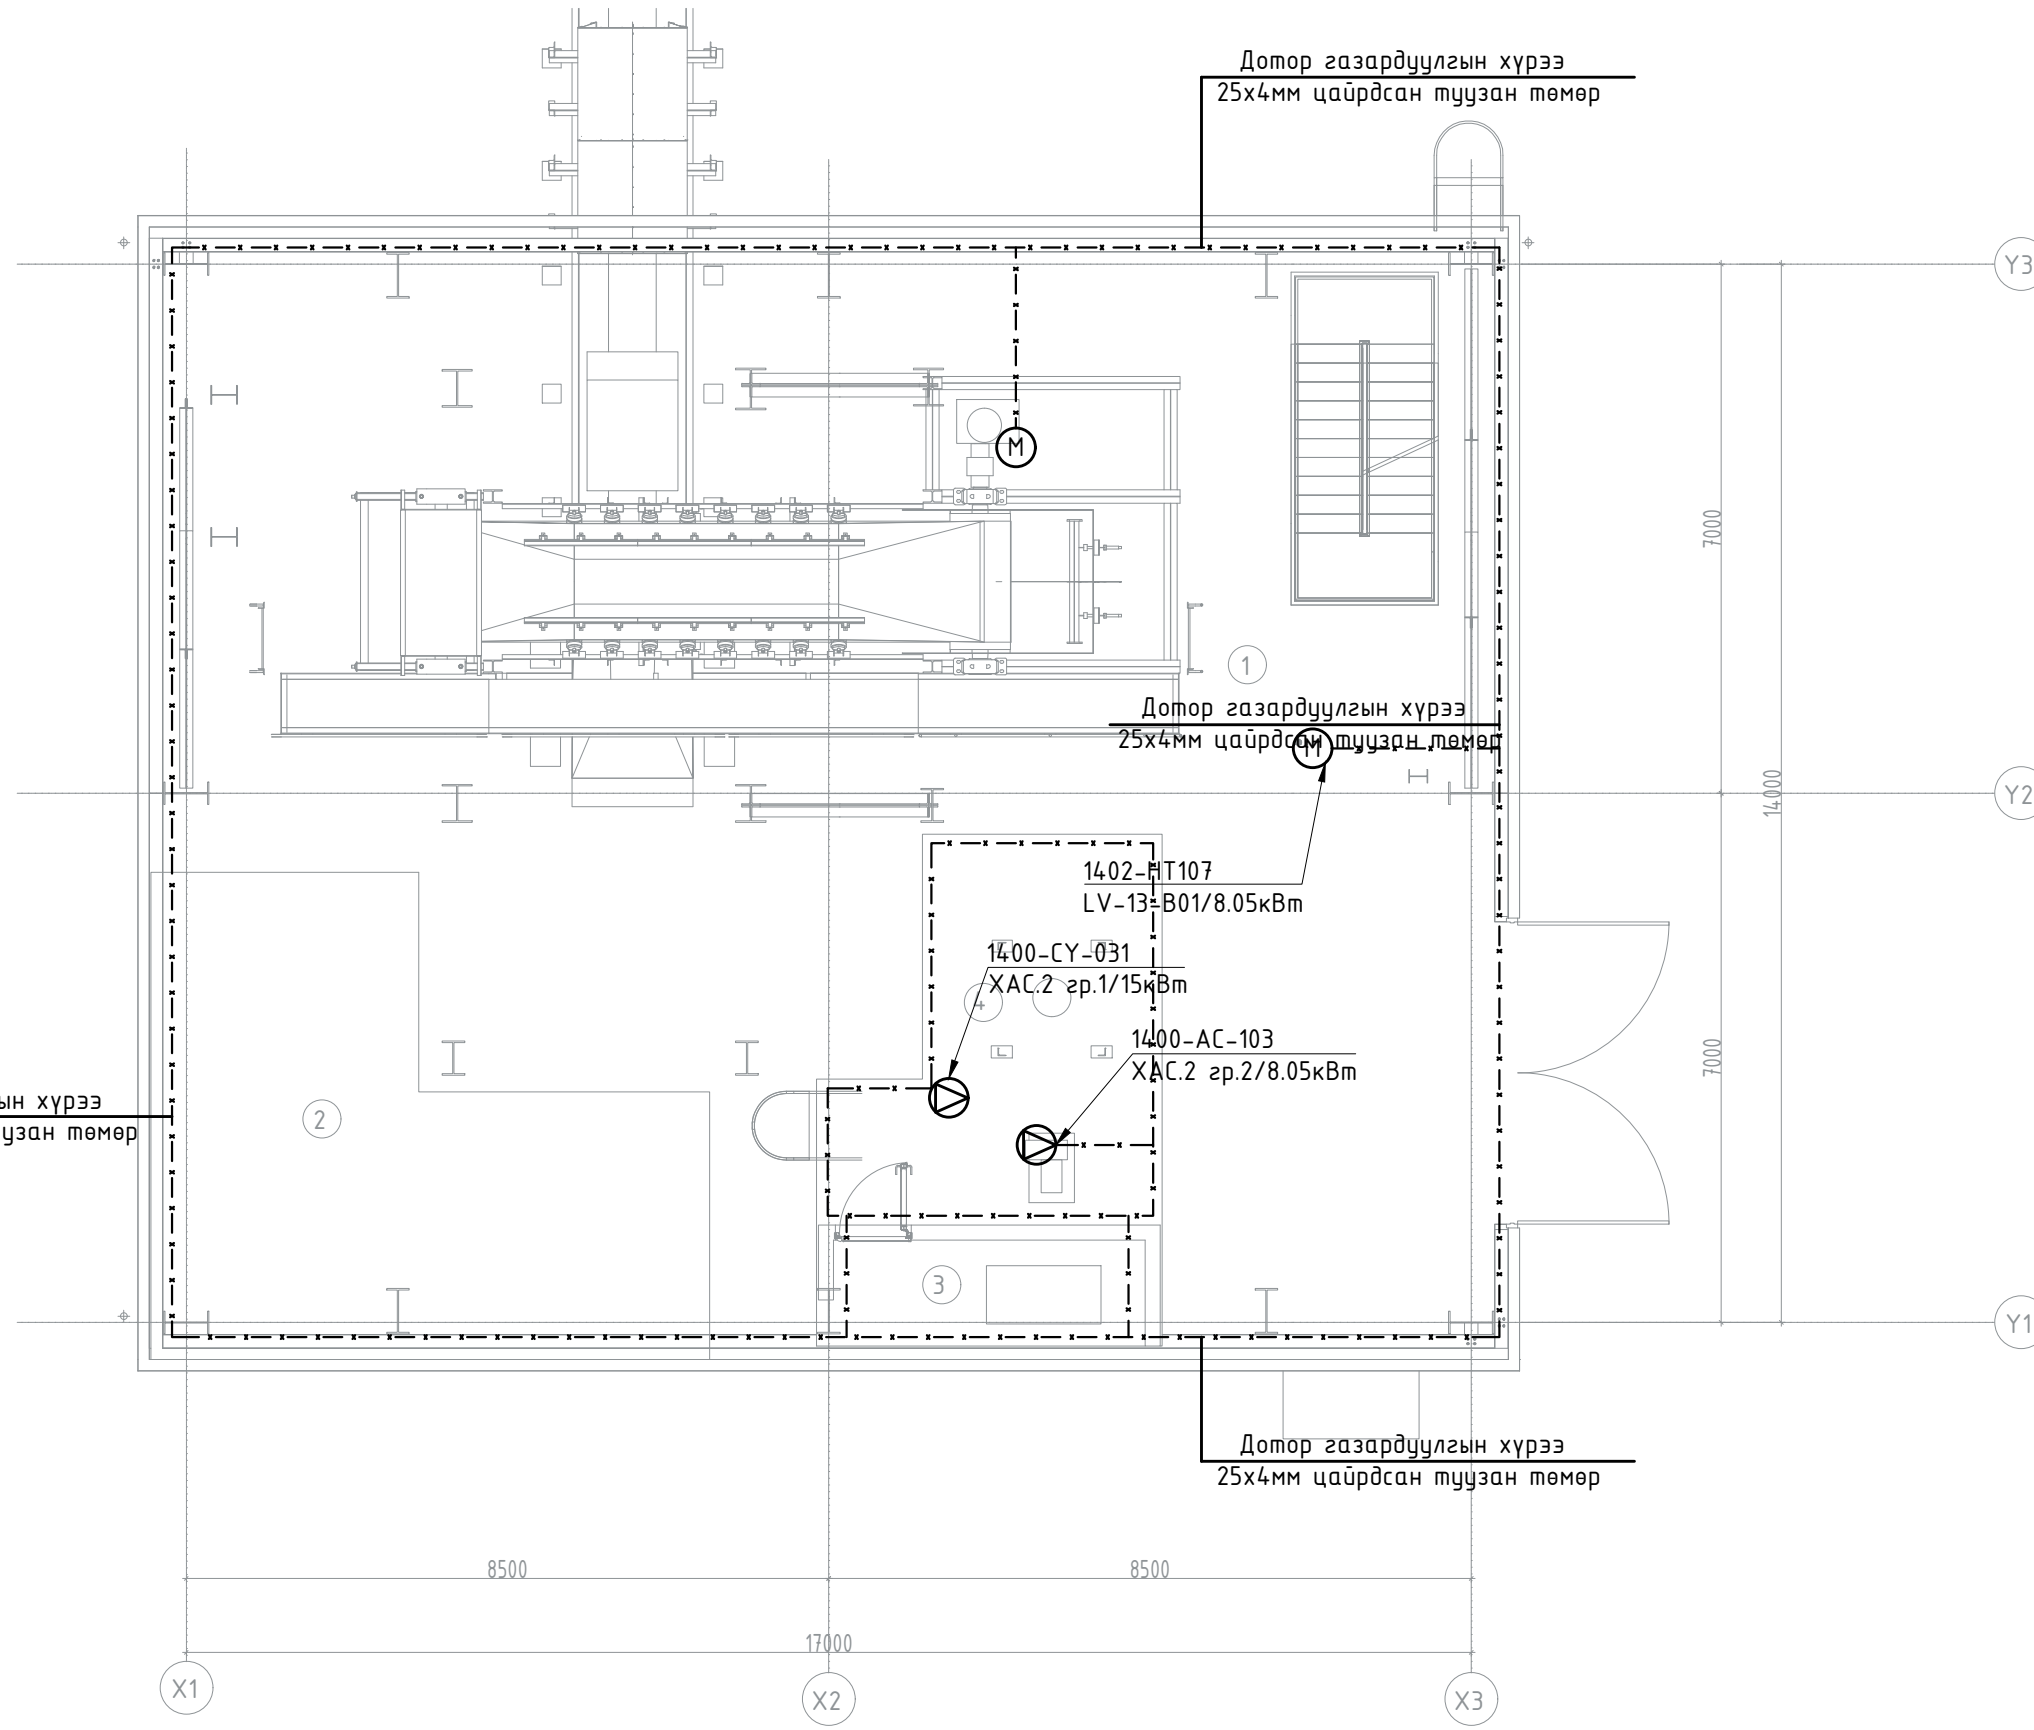 Дотор газардуулгын хүрээ
25х4мм цайрдсан туузан төмөр
Y3
M
7000
1
Дотор газардуулгын хүрээ
25х4мм цайрдсан туузан төмөр
M
Y2
14000
1402-HT107
LV-13-B01/8.05кВт
1400-CY-031
ХАС.2 гр.1/15кВт
1400-AC-103
ХАС.2 гр.2/8.05кВт
7000
ын хүрээ
узан төмөр
2
3
Y1
Дотор газардуулгын хүрээ
25х4мм цайрдсан туузан төмөр
8500
8500
17000
X1
X2
X3